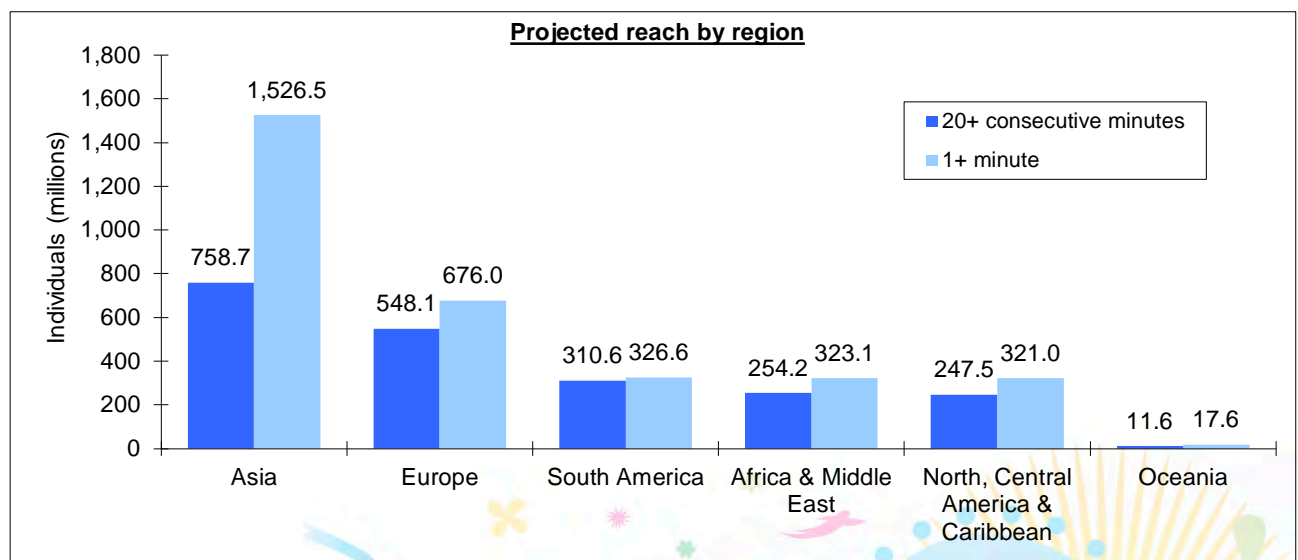 Projected reach by region
1,800
1,600
1,400
1,200
1,000
800
600
400
200
0
Individuals (millions)
20+ consecutive minutes
1+ minute
758.7
1,526.5
548.1
676.0
310.6
326.6
254.2
323.1
247.5
321.0
11.6
17.6
Asia
Europe
South America
Africa & Middle
East
North, Central
America &
Caribbean
Oceania